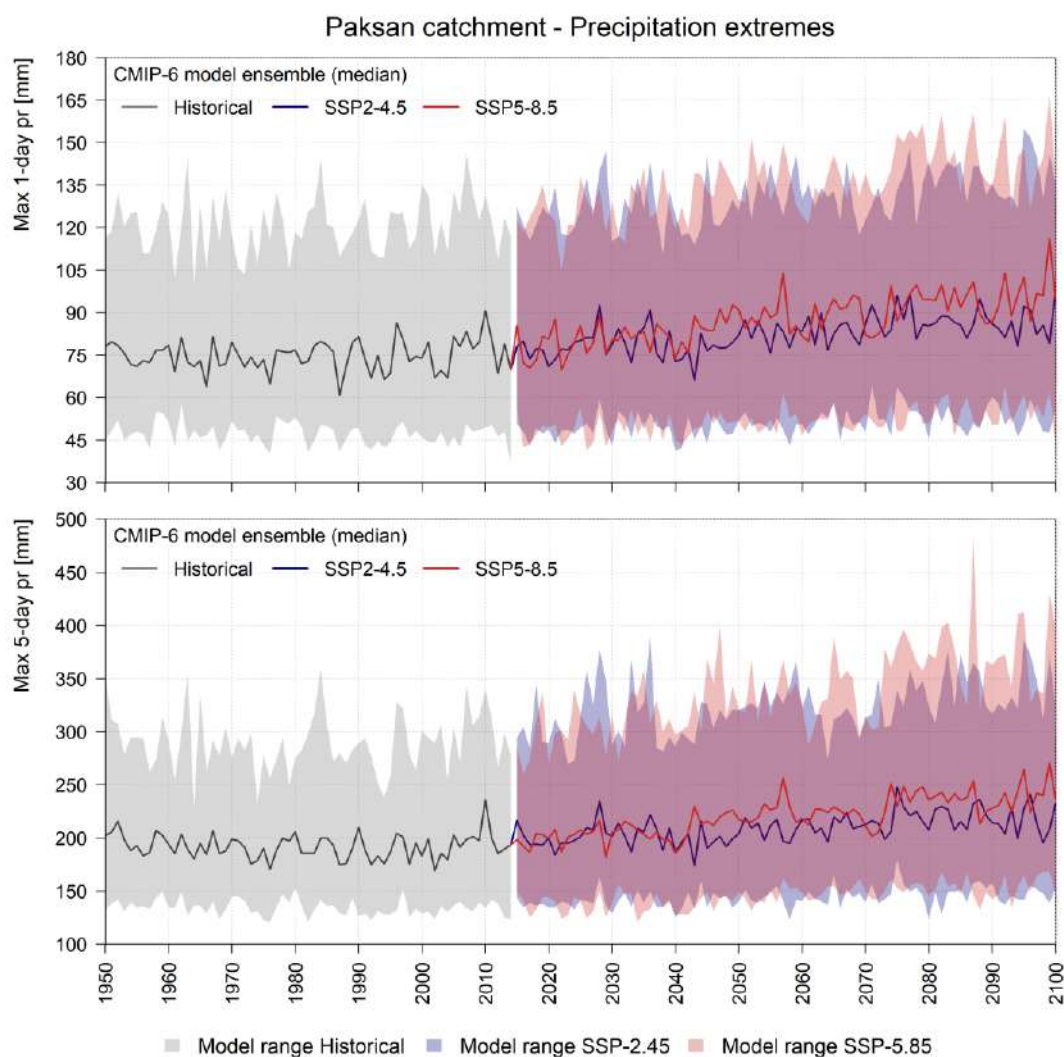 Paksan catchment - Precipitation extremes
Max 1-day pr [mm]
180
165
150
135
120
105
90
75
60
45
30
CMIP-6 model ensemble (median)
Historical SSP2-4.5 SSP5-8.5
Max 5-day pr [mm]
500
450
400
350
300
250
200
150
100
CMIP-6 model ensemble (median)
Historical SSP2-4.5 SSP5-8.5
1950 1960 1970 1980 1990 2000 2010 2020 2030 2040 2050 2060 2070 2080 2090 2100
Model range Historical Model range SSP-2.45 Model range SSP-5.85